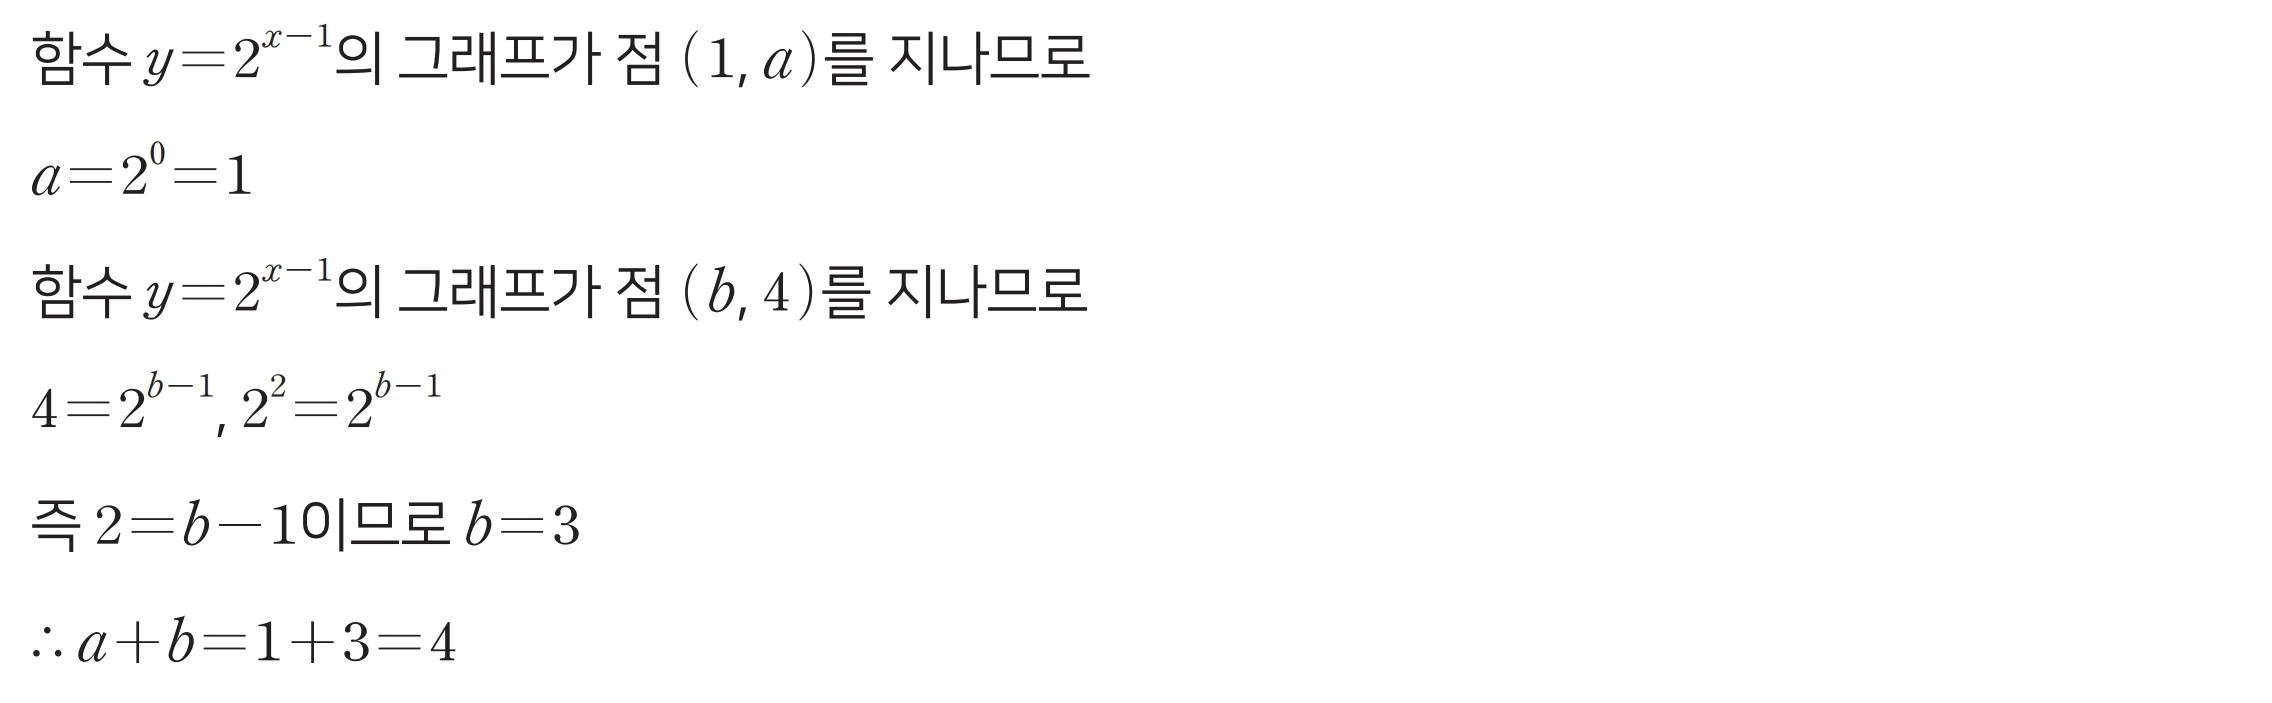 함수 y=2^{x-1}의 그래프가 점 (1, a)를 지나므로
a=2^0=1
함수 y=2^{x-1}의 그래프가 점 (b, 4)를 지나므로
4=2^{b-1}, 2^2=2^{b-1}
즉 2=b-1이므로 b=3
∴ a+b=1+3=4